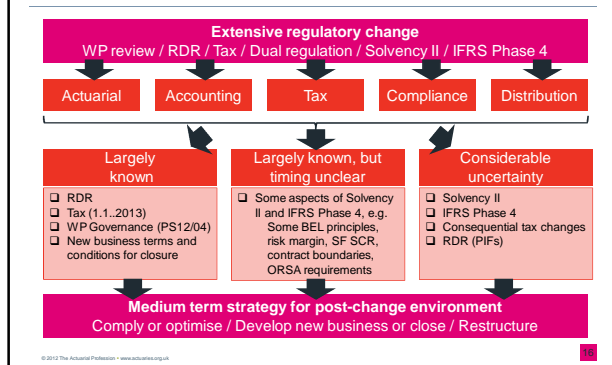 Extensive regulatory change
WP review / RDR / Tax / Dual regulation / Solvency II / IFRS Phase 4
Actuarial
Accounting
Tax
Compliance
Distribution
Largely
known
❑ RDR
❑ Tax (1.1..2013)
❑ WP Governance (PS12/04)
❑ New business terms and
conditions for closure
Largely known, but
timing unclear
❑ Some aspects of Solvency
II and IFRS Phase 4, e.g.
Some BEL principles,
risk margin, SF SCR,
contract boundaries,
ORSA requirements
Considerable
uncertainty
❑ Solvency II
❑ IFRS Phase 4
❑ Consequential tax changes
❑ RDR (PIFs)
Medium term strategy for post-change environment
Comply or optimise / Develop new business or close / Restructure
© 2012 The Actuarial Profession • www.actuaries.org.uk
16